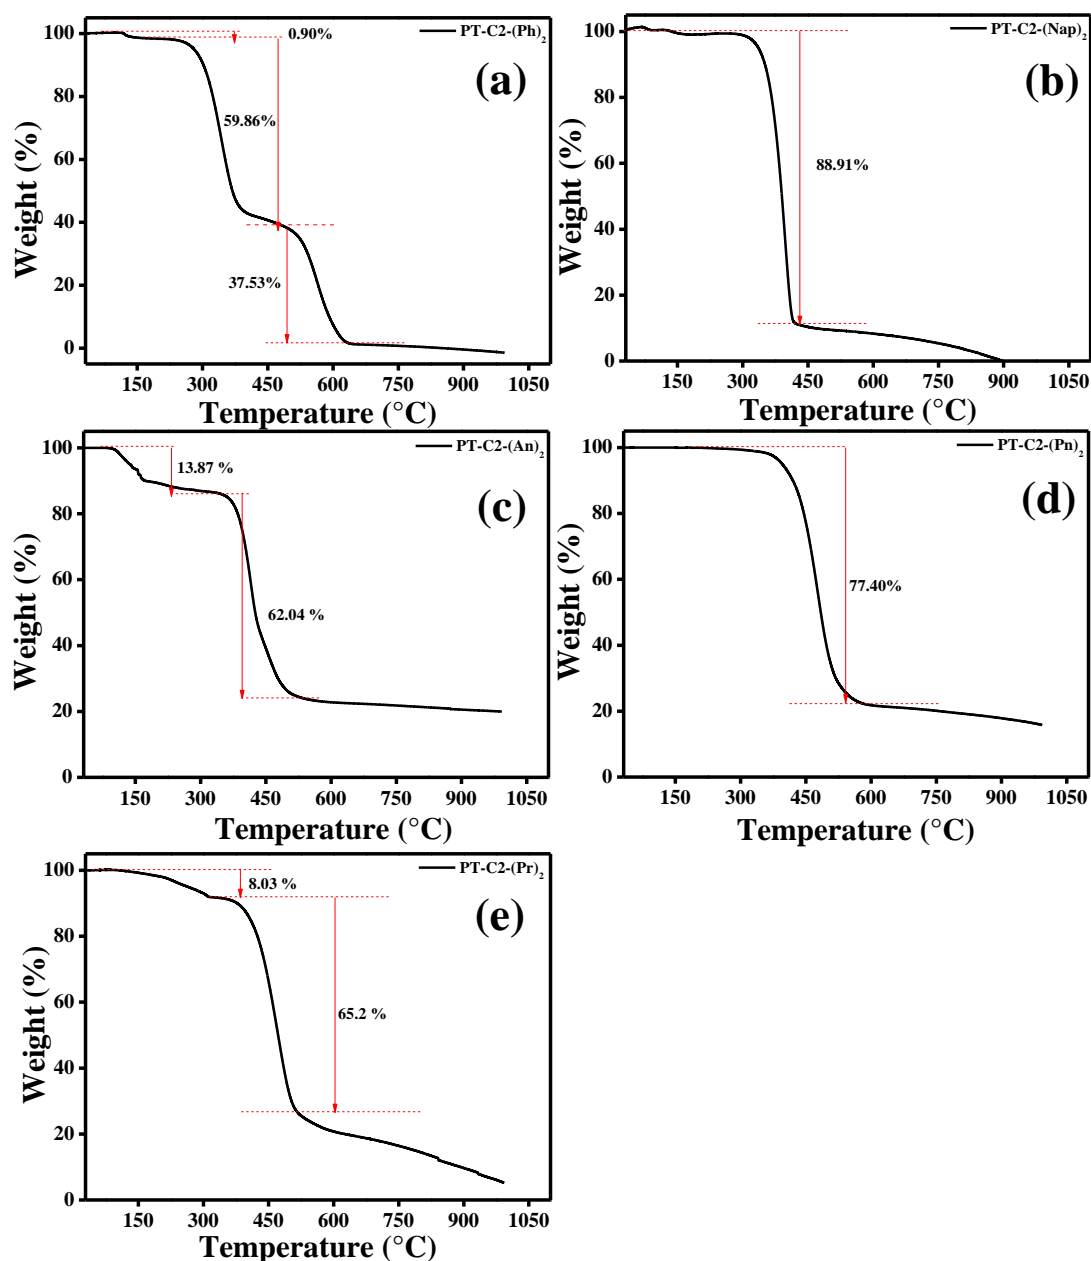 PT-C2-(Ph)2
(a)
0.90%
59.86%
37.53%
Weight (%)
100
80
60
40
20
0
150 300 450 600 750 900 1050
Temperature (°C)
PT-C2-(Nap)2
(b)
88.91%
Weight (%)
100
80
60
40
20
0
150 300 450 600 750 900 1050
Temperature (°C)
PT-C2-(An)2
(c)
13.87 %
62.04 %
Weight (%)
100
80
60
40
20
0
150 300 450 600 750 900 1050
Temperature (°C)
PT-C2-(Pn)2
(d)
77.40%
Weight (%)
100
80
60
40
20
0
150 300 450 600 750 900 1050
Temperature (°C)
PT-C2-(Pr)2
(e)
8.03 %
65.2 %
Weight (%)
100
80
60
40
20
0
150 300 450 600 750 900 1050
Temperature (°C)